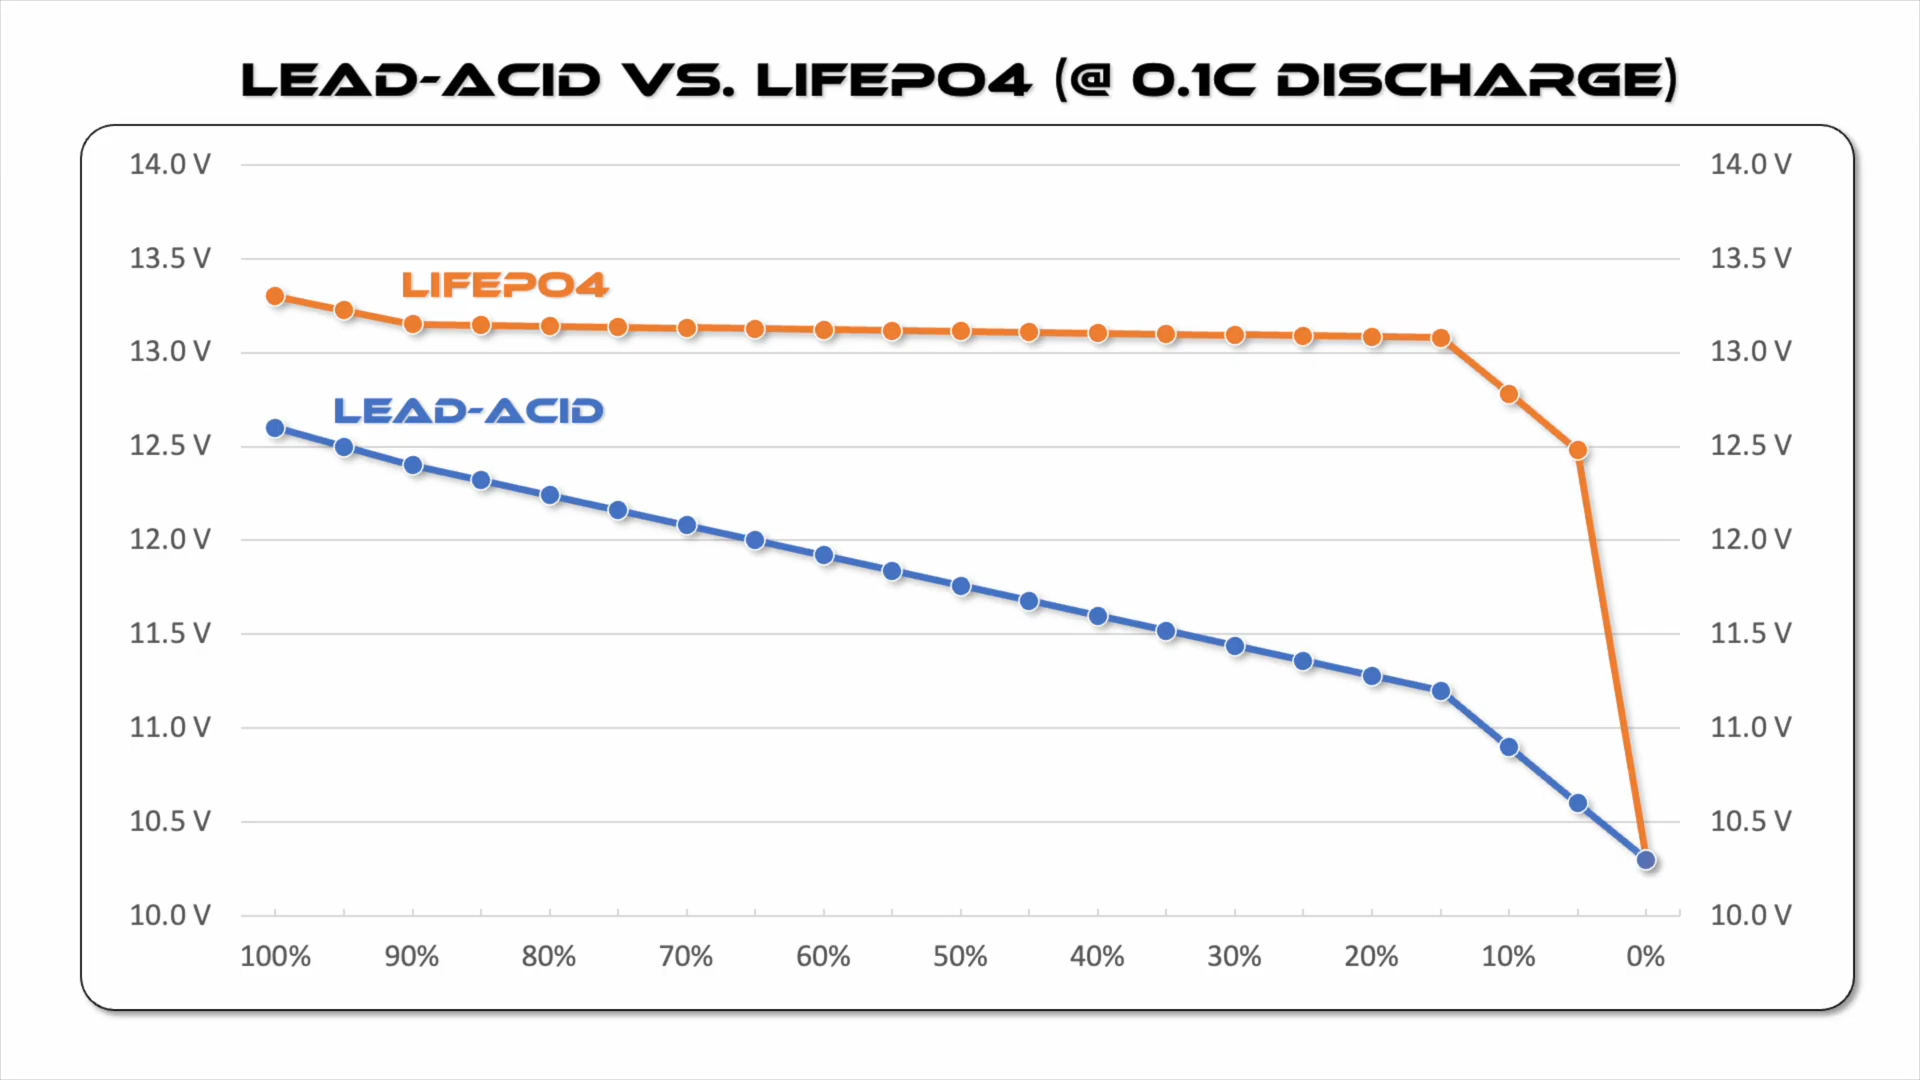 LEAD-ACID VS. LIFEPO4 (@ 0.1C DISCHARGE)
14.0 V 14.0 V
13.5 V 13.5 V
LIFEPO4
13.0 V 13.0 V
LEAD-ACID
12.5 V 12.5 V
12.0 V 12.0 V
11.5 V 11.5 V
11.0 V 11.0 V
10.5 V 10.5 V
10.0 V 10.0 V
100% 90% 80% 70% 60% 50% 40% 30% 20% 10% 0%